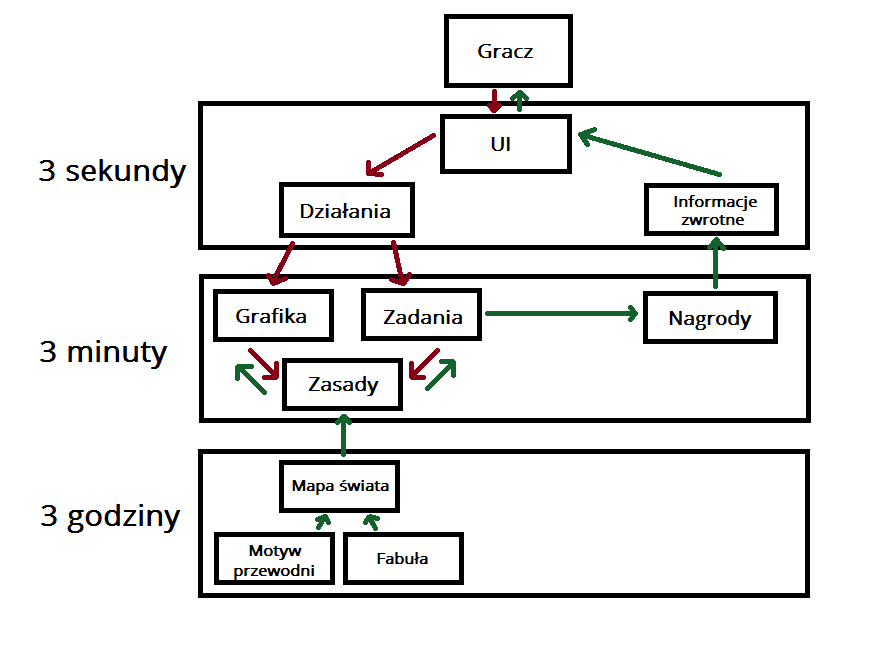 Gracz
3 sekundy
UI
Działania
Informacje
zwrotne
3 minuty
Grafika
Zadania
Nagrody
Zasady
3 godziny
Mapa świata
Motyw
przewodni
Fabuła